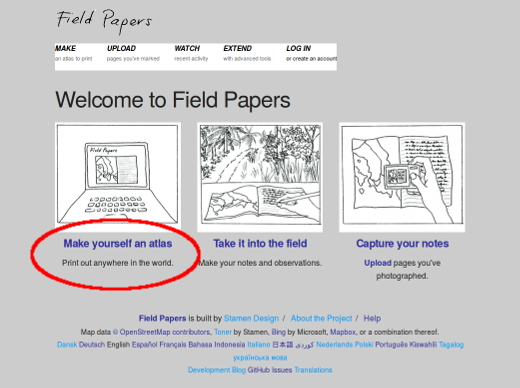 Field Papers
MAKE UPLOAD WATCH EXTEND LOG IN
an atlas to print pages you've marked recent activity with advanced tools or create an account
Welcome to Field Papers
Field Papers
Make yourself an atlas
Print out anywhere in the world.
Take it into the field
Make your notes and observations.
Capture your notes
Upload pages you've
photographed.
Field Papers is built by Stamen Design / About the Project / Help
Map data © OpenStreetMap contributors, Toner by Stamen, Bing by Microsoft, Mapbox, or a combination thereof.
Dansk Deutsch English Español Français Bahasa Indonesia Italiano 日本語 كوردی Nederlands Polski Português Kiswahili Tagalog
українська мова
Development Blog GitHub Issues Translations